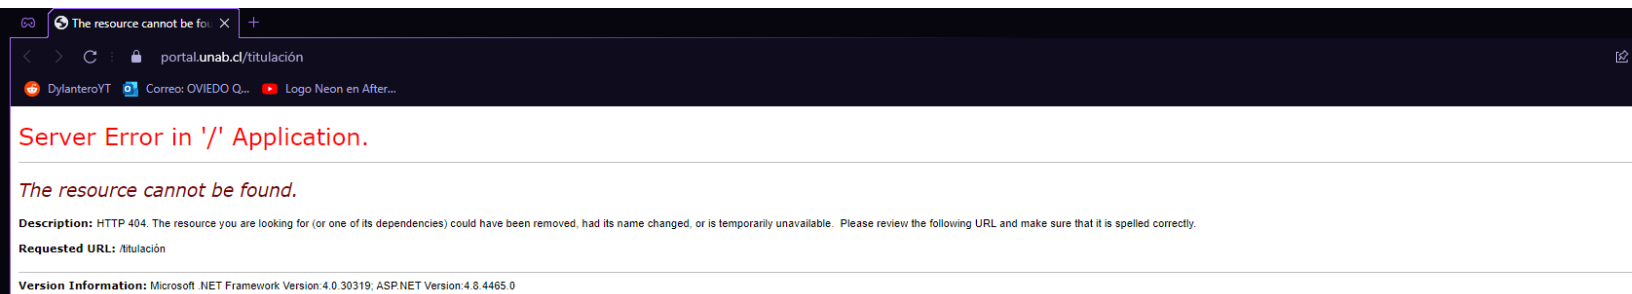 The resource cannot be fou
portal.unab.cl/titulación
DylanteroYT Correo: OVIEDO Q... Logo Neon en After...
Server Error in '/' Application.
The resource cannot be found.
Description: HTTP 404. The resource you are looking for (or one of its dependencies) could have been removed, had its name changed, or is temporarily unavailable. Please review the following URL and make sure that it is spelled correctly.
Requested URL: /titulación
Version Information: Microsoft .NET Framework Version:4.0.30319; ASP.NET Version:4.8.4465.0